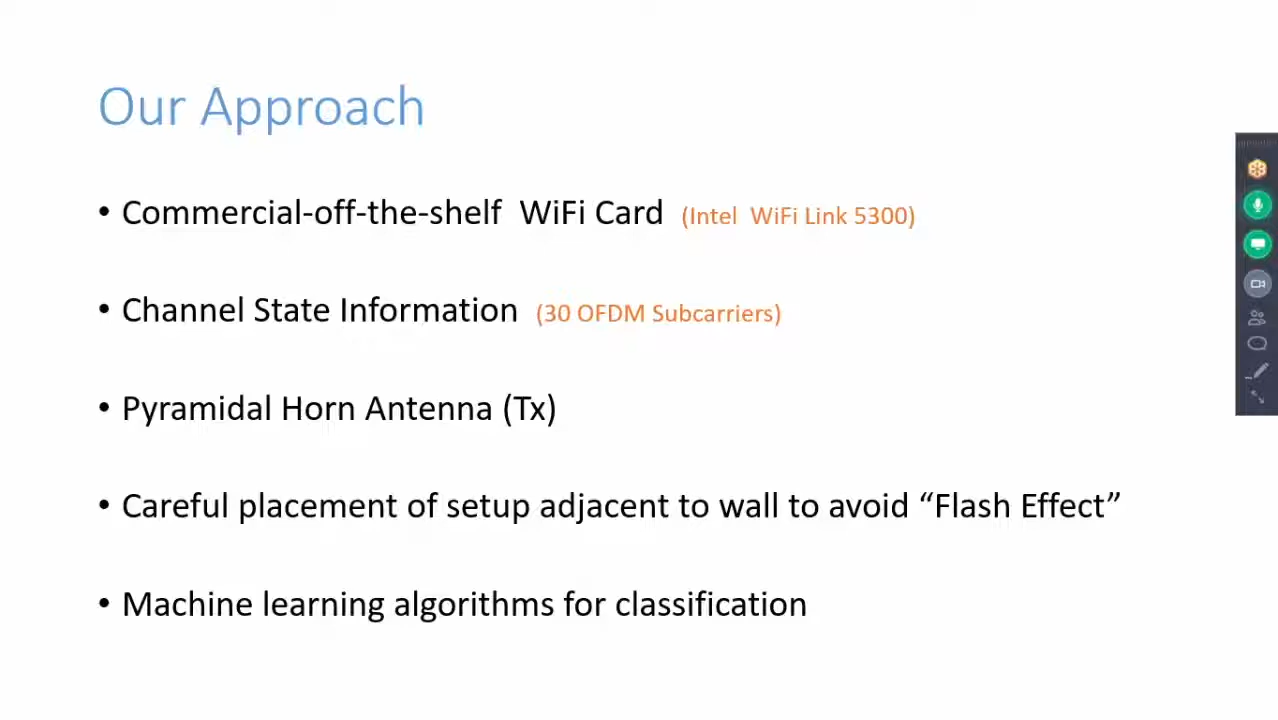 Our Approach
• Commercial-off-the-shelf WiFi Card (Intel WiFi Link 5300)
• Channel State Information (30 OFDM Subcarriers)
• Pyramidal Horn Antenna (Tx)
• Careful placement of setup adjacent to wall to avoid “Flash Effect”
• Machine learning algorithms for classification